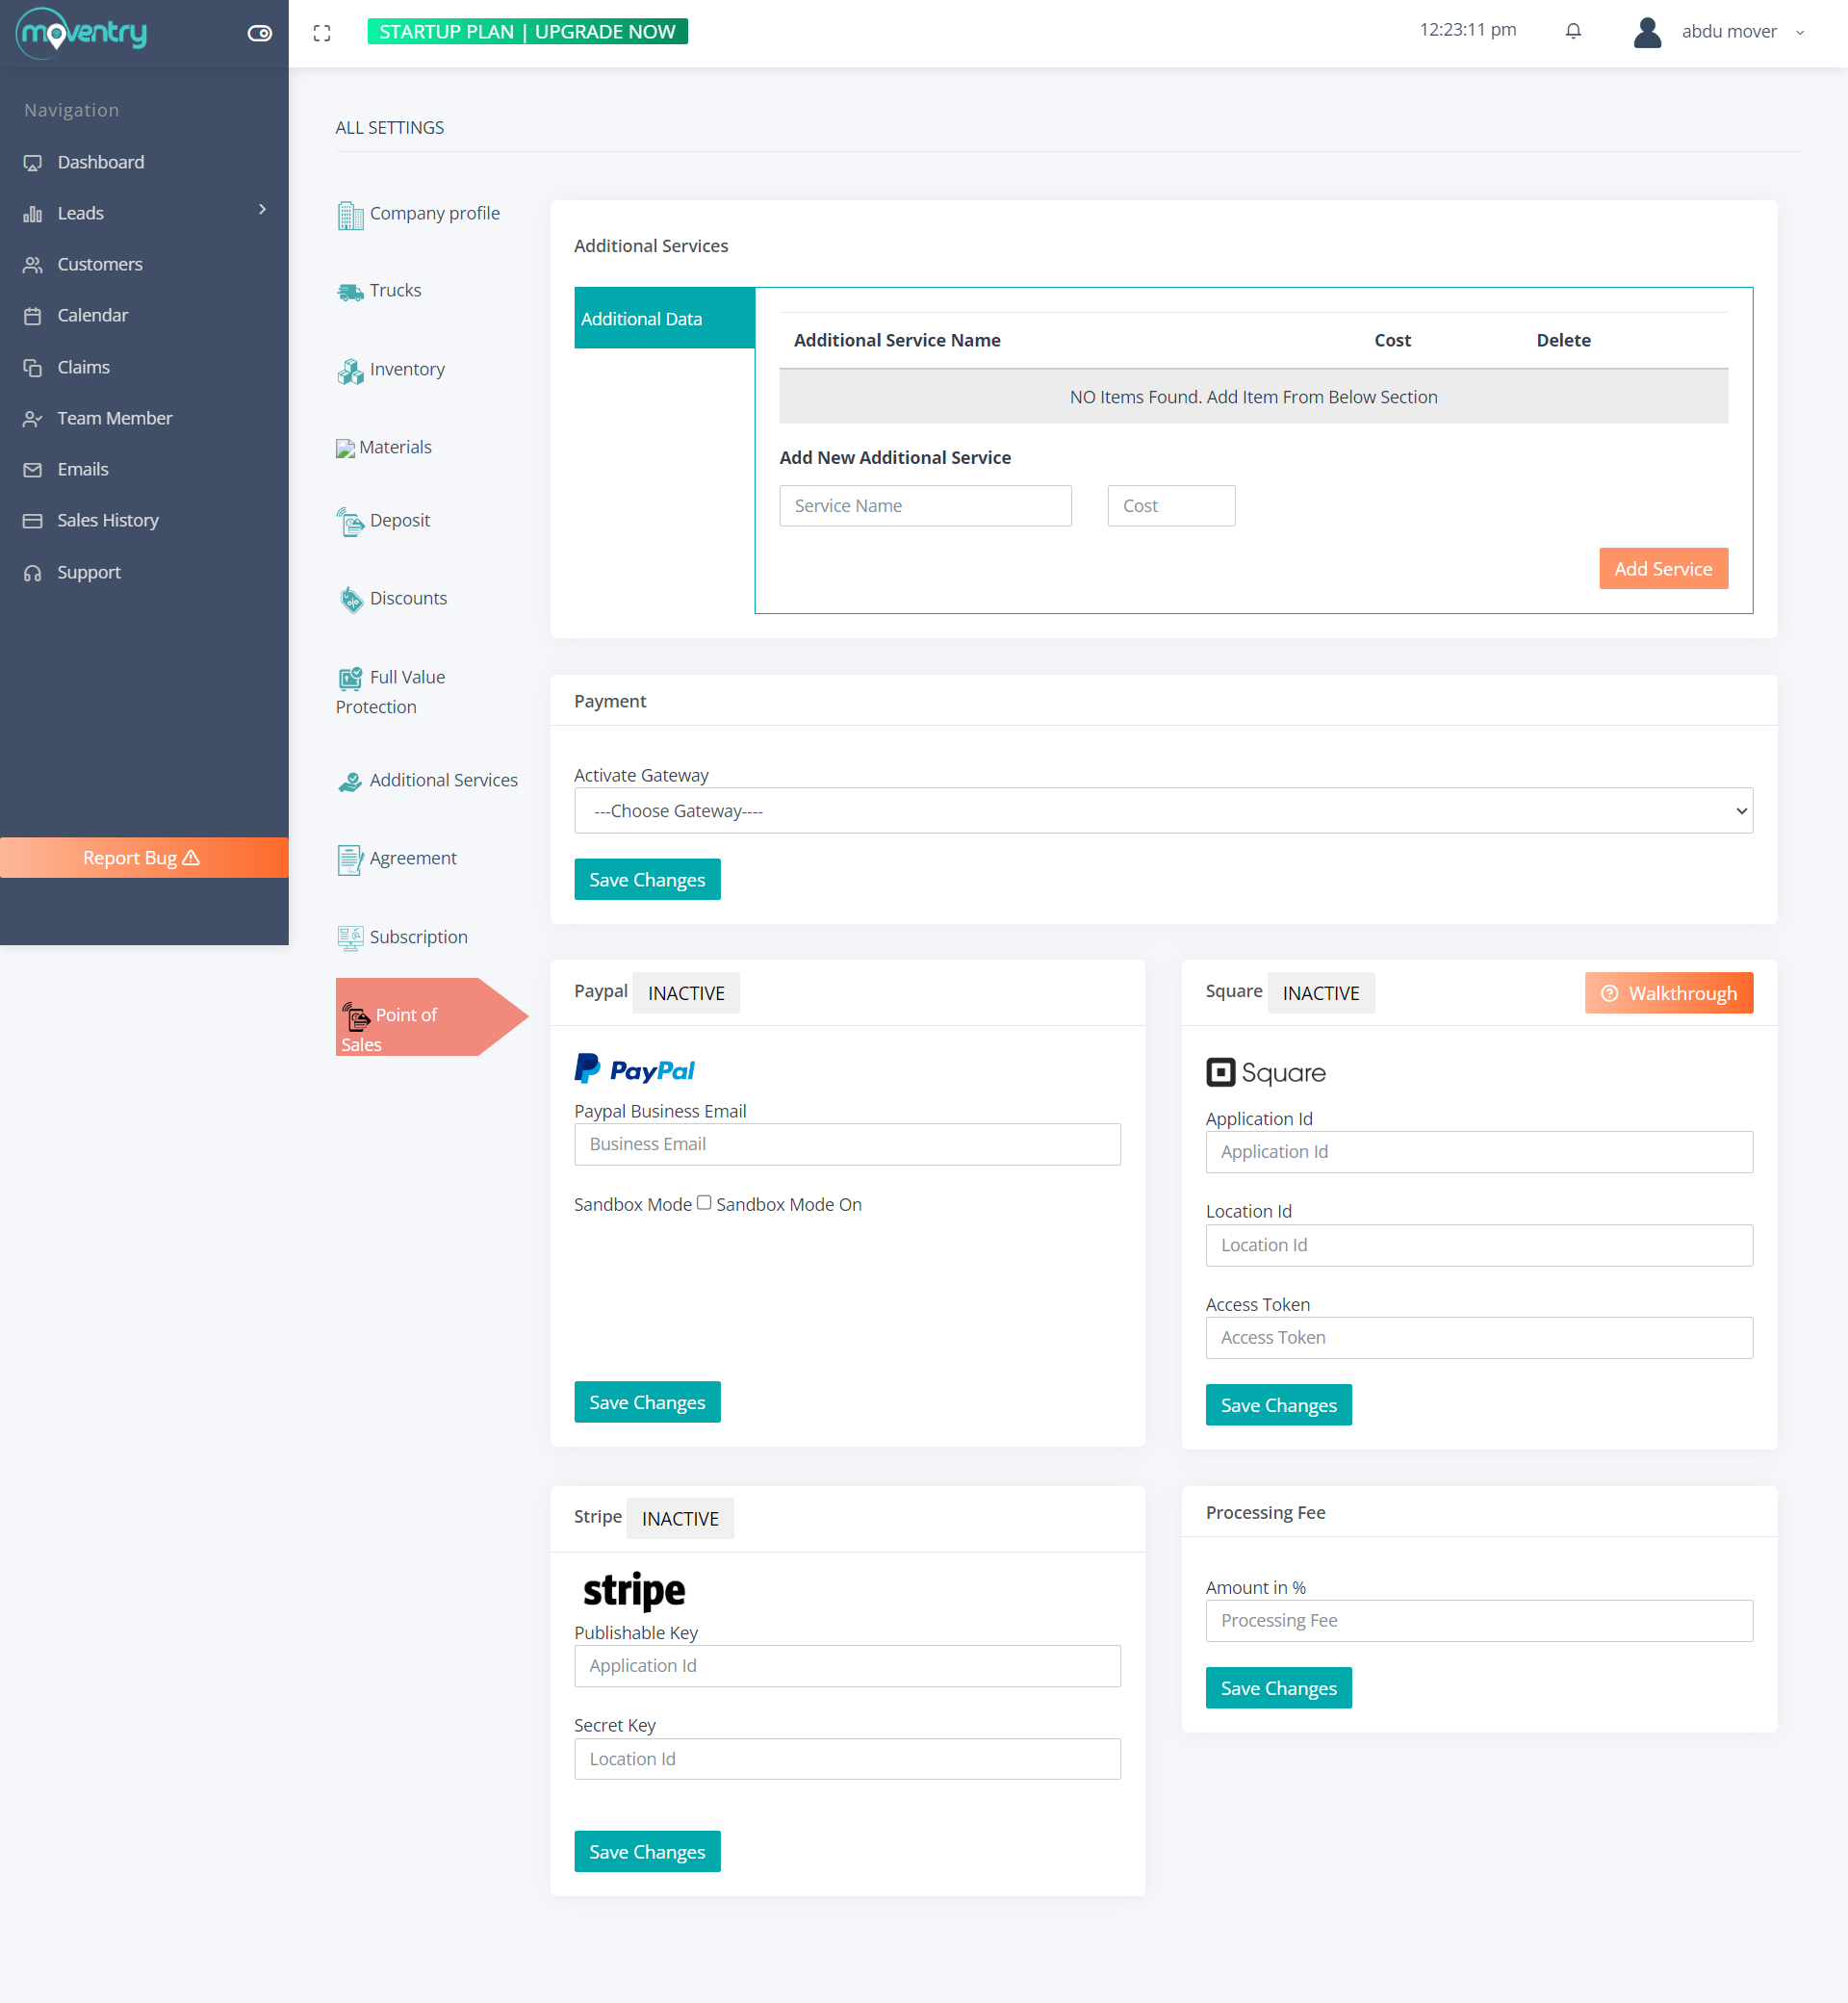 moventry
STARTUP PLAN | UPGRADE NOW
12:23:11 pm
abdu mover
Navigation
Dashboard
Leads
Customers
Calendar
Claims
Team Member
Emails
Sales History
Support
Report Bug
ALL SETTINGS
Company profile
Trucks
Inventory
Materials
Deposit
Discounts
Full Value
Protection
Additional Services
Agreement
Subscription
Point of
Sales
Additional Services
Additional Data
Additional Service Name Cost Delete
NO Items Found. Add Item From Below Section
Add New Additional Service
Service Name Cost
Add Service
Payment
Activate Gateway
---Choose Gateway----
Save Changes
Paypal INACTIVE
PayPal
Paypal Business Email
Business Email
Sandbox Mode Sandbox Mode On
Save Changes
Square INACTIVE Walkthrough
Square
Application Id
Application Id
Location Id
Location Id
Access Token
Access Token
Save Changes
Stripe INACTIVE
stripe
Publishable Key
Application Id
Secret Key
Location Id
Save Changes
Processing Fee
Amount in %
Processing Fee
Save Changes